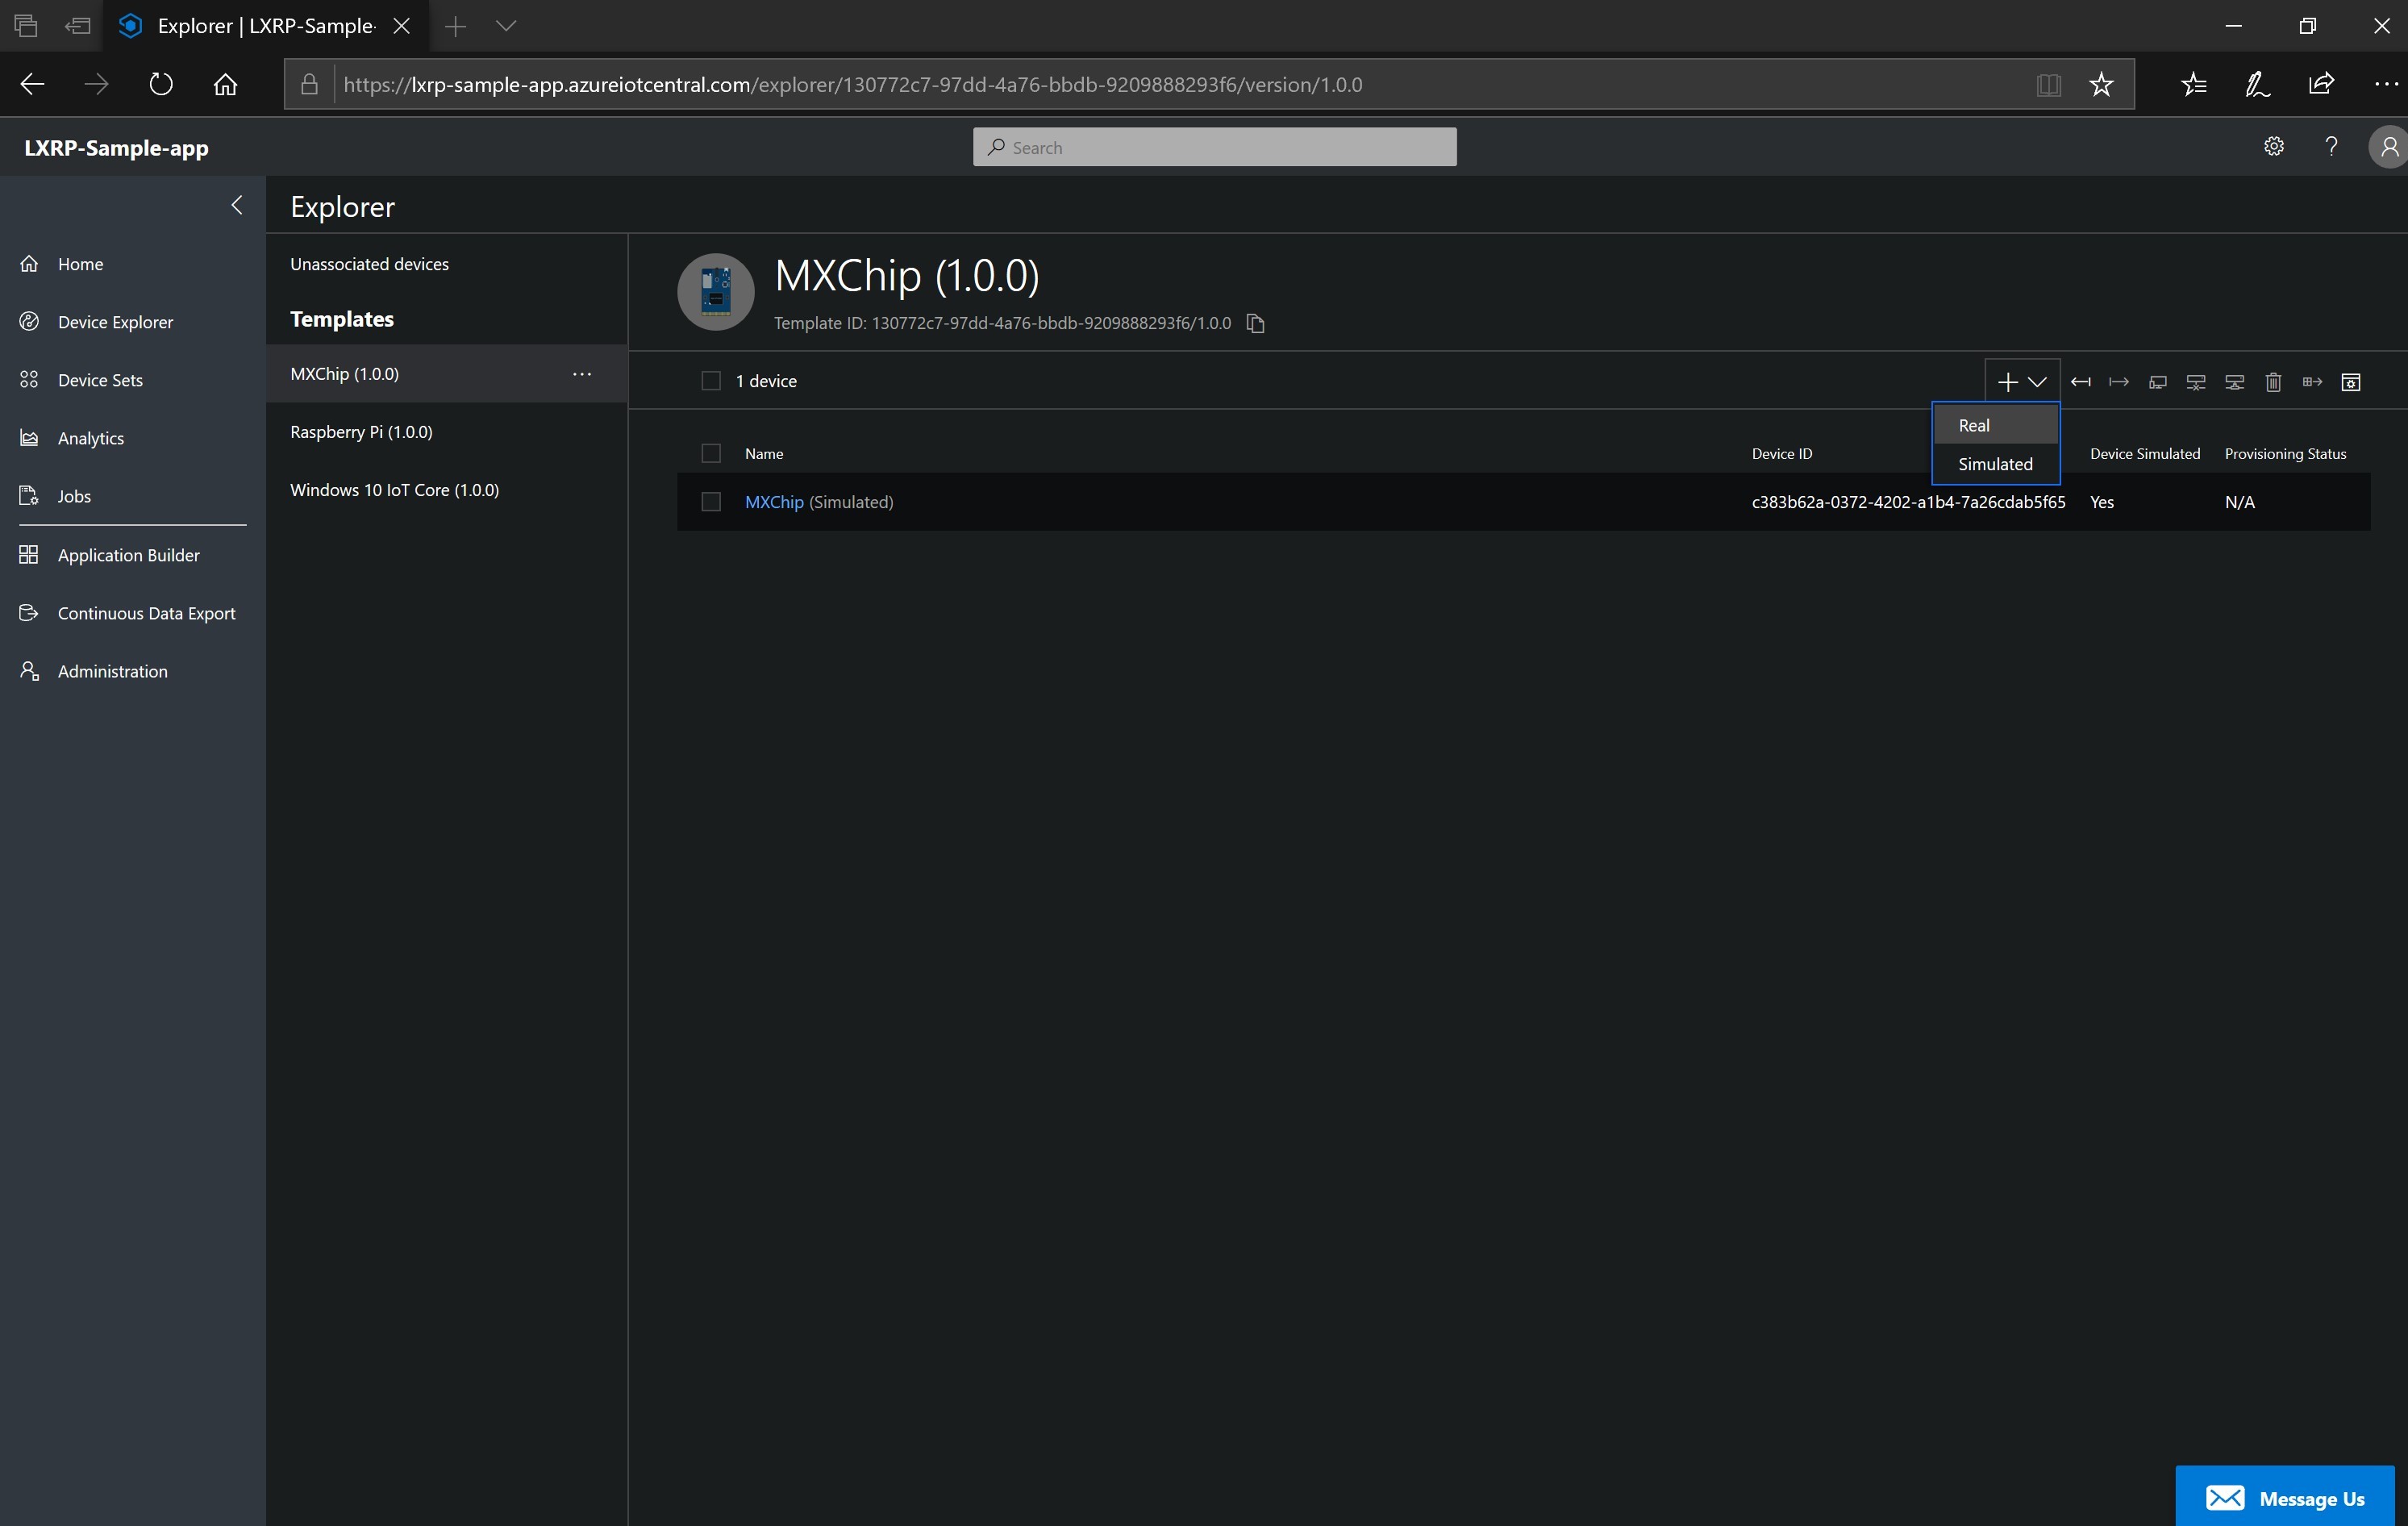 Explorer | LXRP-Sample-
https://lxrp-sample-app.azureiotcentral.com/explorer/130772c7-97dd-4a76-bbdb-9209888293f6/version/1.0.0
LXRP-Sample-app
Search
?
Explorer
Home
Device Explorer
Device Sets
Analytics
Jobs
Application Builder
Continuous Data Export
Administration
Unassociated devices
Templates
MXChip (1.0.0)
Raspberry Pi (1.0.0)
Windows 10 IoT Core (1.0.0)
MXChip (1.0.0)
Template ID: 130772c7-97dd-4a76-bbdb-9209888293f6/1.0.0
1 device
Real
Simulated
Name Device ID Device Simulated Provisioning Status
MXChip (Simulated) c383b62a-0372-4202-a1b4-7a26cdab5f65 Yes N/A
Message Us